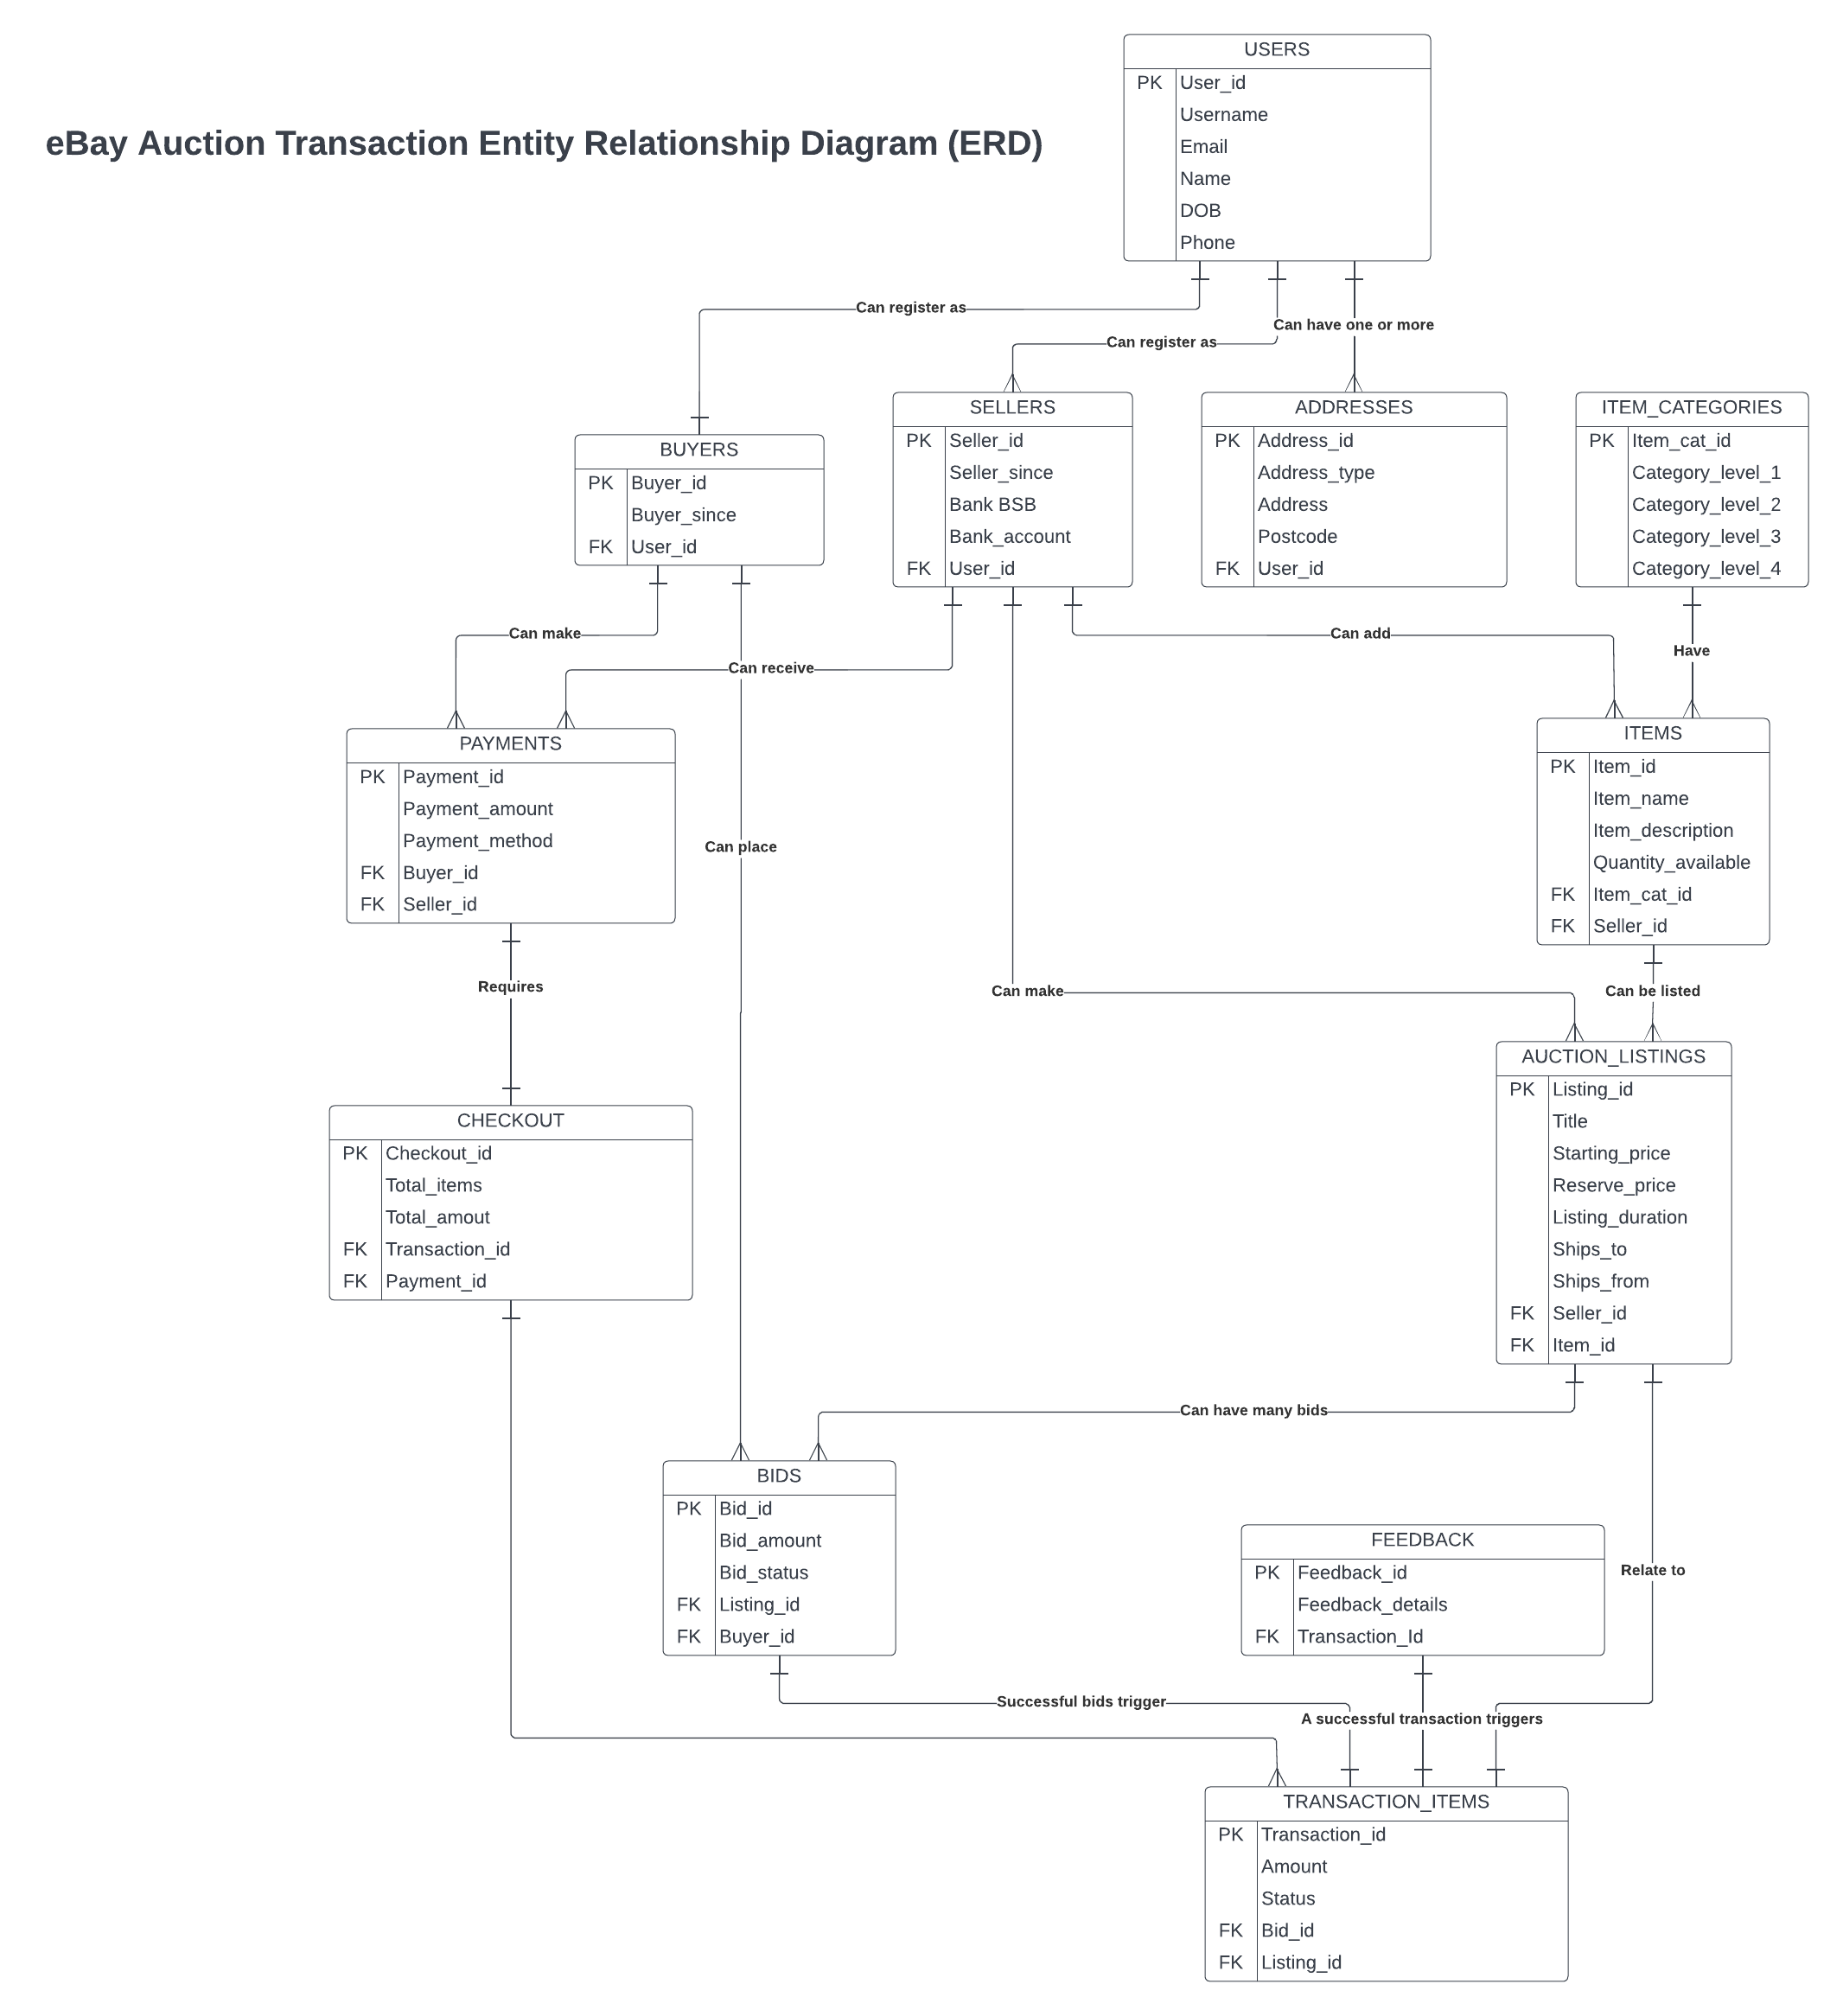 USERS
PK User_id
Username
eBay Auction Transaction Entity Relationship Diagram (ERD)
Email
Name
DOB
Phone
Can register as
Can have one or more
Can register as
SELLERS
PK Seller_id
Seller_since
Bank BSB
Bank_account
FK User_id
ADDRESSES
PK Address_id
Address_type
Address
Postcode
FK User_id
ITEM_CATEGORIES
PK Item_cat_id
Category_level_1
Category_level_2
Category_level_3
Category_level_4
BUYERS
PK Buyer_id
Buyer_since
FK User_id
Can make
Can add
Have
Can receive
PAYMENTS
PK Payment_id
Payment_amount
Payment_method
FK Buyer_id
FK Seller_id
Can place
ITEMS
PK Item_id
Item_name
Item_description
Quantity_available
FK Item_cat_id
FK Seller_id
Requires
Can make
Can be listed
CHECKOUT
PK Checkout_id
Total_items
Total_amout
FK Transaction_id
FK Payment_id
AUCTION_LISTINGS
PK Listing_id
Title
Starting_price
Reserve_price
Listing_duration
Ships_to
Ships_from
FK Seller_id
FK Item_id
Can have many bids
BIDS
PK Bid_id
Bid_amount
Bid_status
FK Listing_id
FK Buyer_id
FEEDBACK
PK Feedback_id
Feedback_details
FK Transaction_Id
Relate to
Successful bids trigger
A successful transaction triggers
TRANSACTION_ITEMS
PK Transaction_id
Amount
Status
FK Bid_id
FK Listing_id